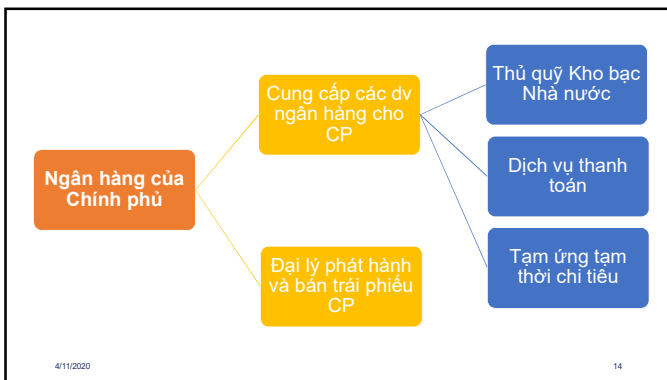 Ngân hàng của
Chính phủ
Cung cấp các dv
ngân hàng cho
CP
Đại lý phát hành
và bán trái phiếu
CP
Thủ quỹ Kho bạc
Nhà nước
Dịch vụ thanh
toán
Tạm ứng tạm
thời chi tiêu
4/11/2020
14